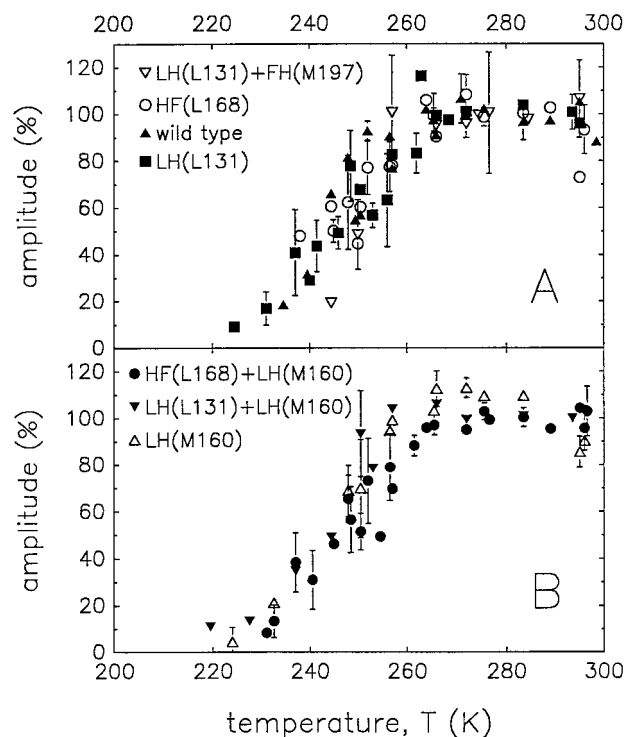 200 220 240 260 280 300
120
100
80
60
40
20
0
amplitude (%)
LH(L131)+FH(M197)
HF(L168)
wild type
LH(L131)
A
120
100
80
60
40
20
0
amplitude (%)
HF(L168)+LH(M160)
LH(L131)+LH(M160)
LH(M160)
B
200 220 240 260 280 300
temperature, T (K)